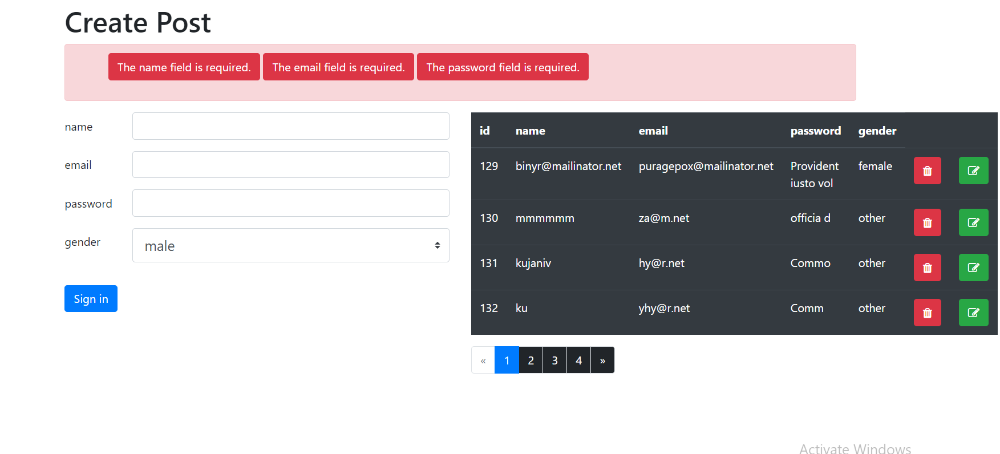 Create Post
The name field is required. The email field is required. The password field is required.
name
email
password
gender
male
Sign in
id name email password gender
129 binyr@mailinator.net puragepox@mailinator.net Provident iusto vol female
130 mmmmmm za@m.net officia d other
131 kujaniv hy@r.net Commo other
132 ku yhy@r.net Comm other
« 1 2 3 4 »
Activate Windows